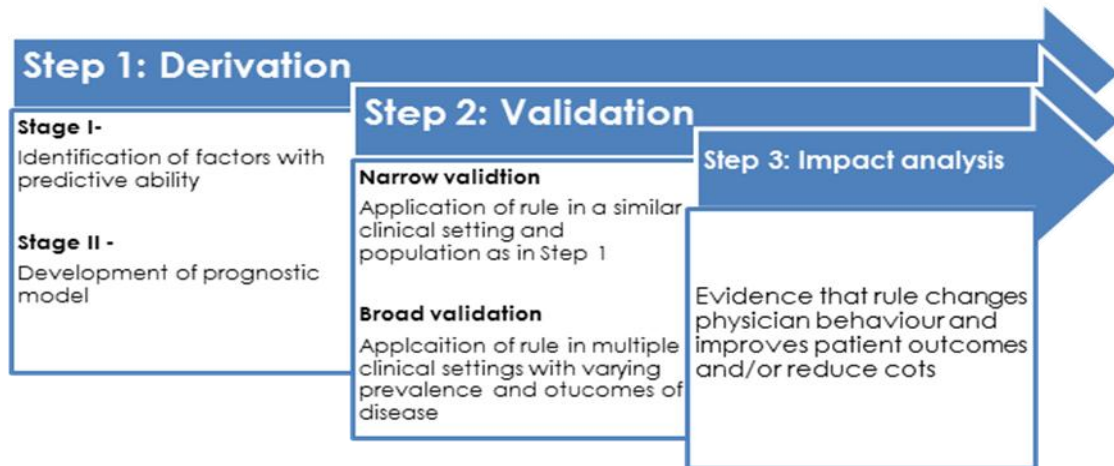 Step 1: Derivation
Stage I-
Identification of factors with
predictive ability
Stage II -
Development of prognostic
model
Step 2: Validation
Narrow validtion
Application of rule in a similar
clinical setting and
population as in Step 1
Broad validation
Applcaition of rule in multiple
clinical settings with varying
prevalence and otucomes of
disease
Step 3: Impact analysis
Evidence that rule changes
physician behaviour and
improves patient outcomes
and/or reduce cots